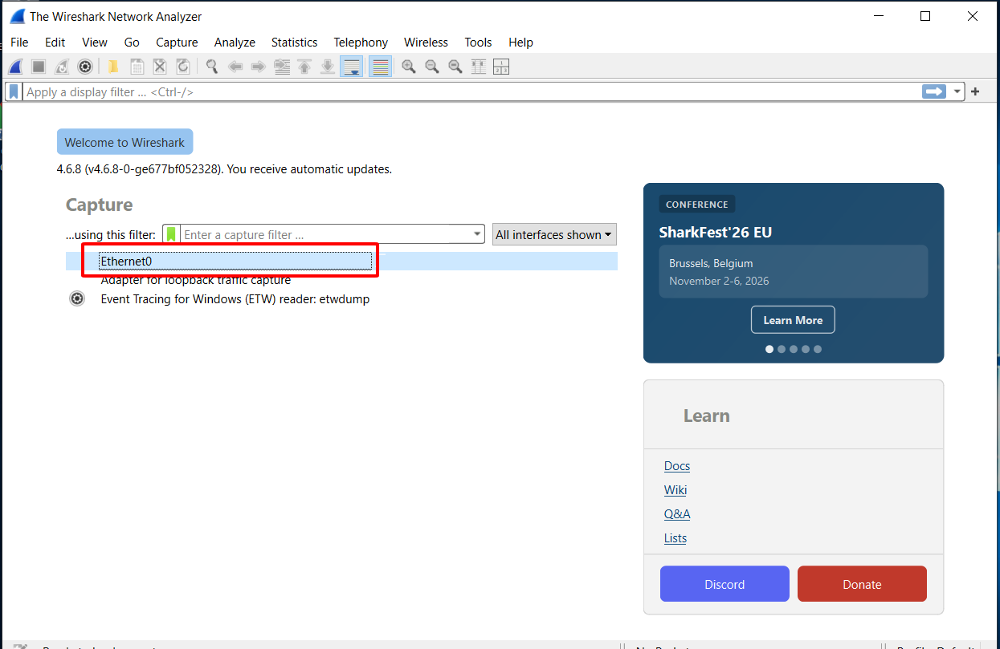 The Wireshark Network Analyzer
File Edit View Go Capture Analyze Statistics Telephony Wireless Tools Help
Apply a display filter ... <Ctrl-/>
Welcome to Wireshark
4.6.8 (v4.6.8-0-ge677bf052328). You receive automatic updates.
Capture
...using this filter: Enter a capture filter ... All interfaces shown
Ethernet0
Adapter for loopback traffic capture
Event Tracing for Windows (ETW) reader: etwdump
CONFERENCE
SharkFest'26 EU
Brussels, Belgium
November 2-6, 2026
Learn More
Learn
Docs
Wiki
Q&A
Lists
Discord Donate